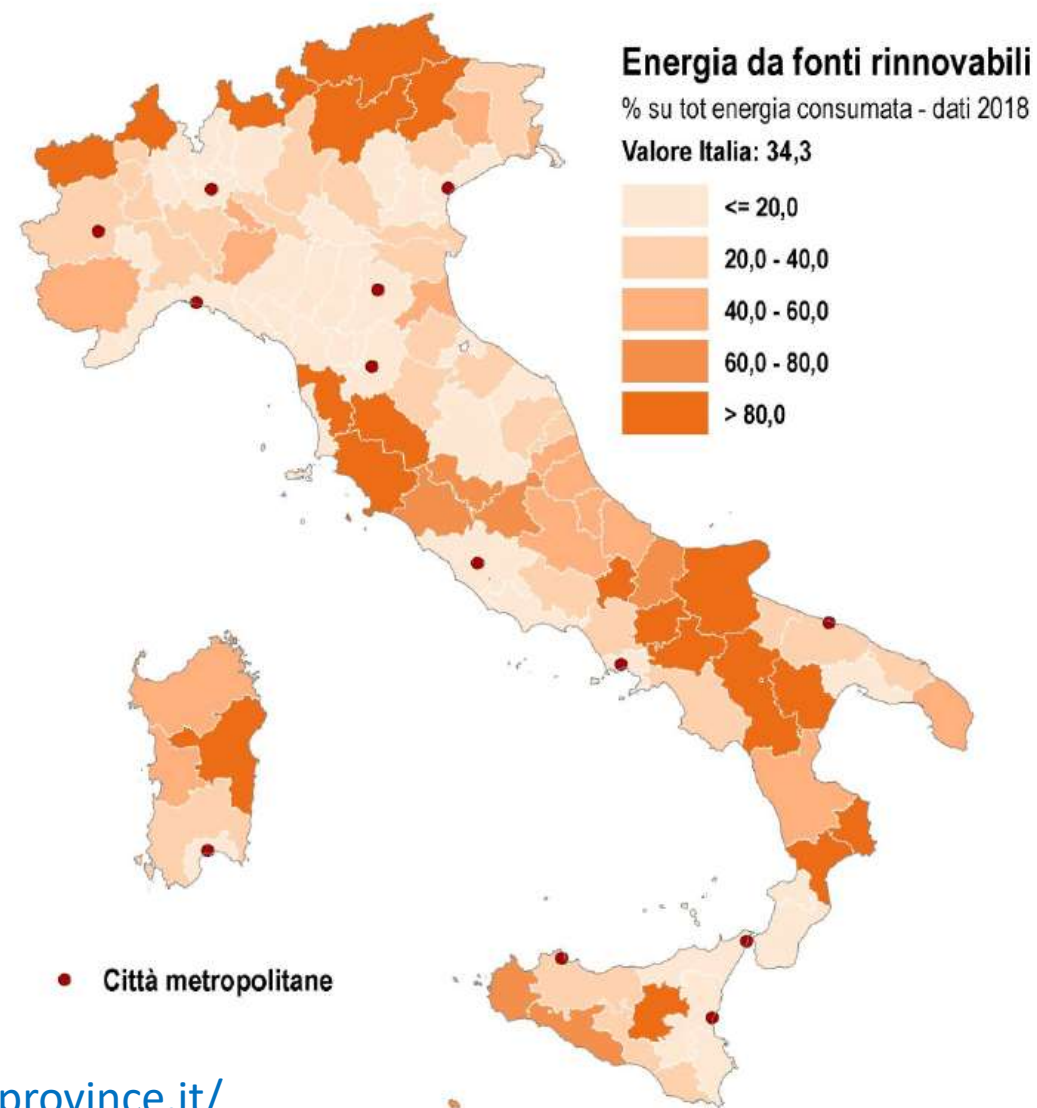 Energia da fonti rinnovabili
% su tot energia consumata - dati 2018
Valore Italia: 34,3
<= 20,0
20,0 - 40,0
40,0 - 60,0
60,0 - 80,0
> 80,0
Città metropolitane
province.it/